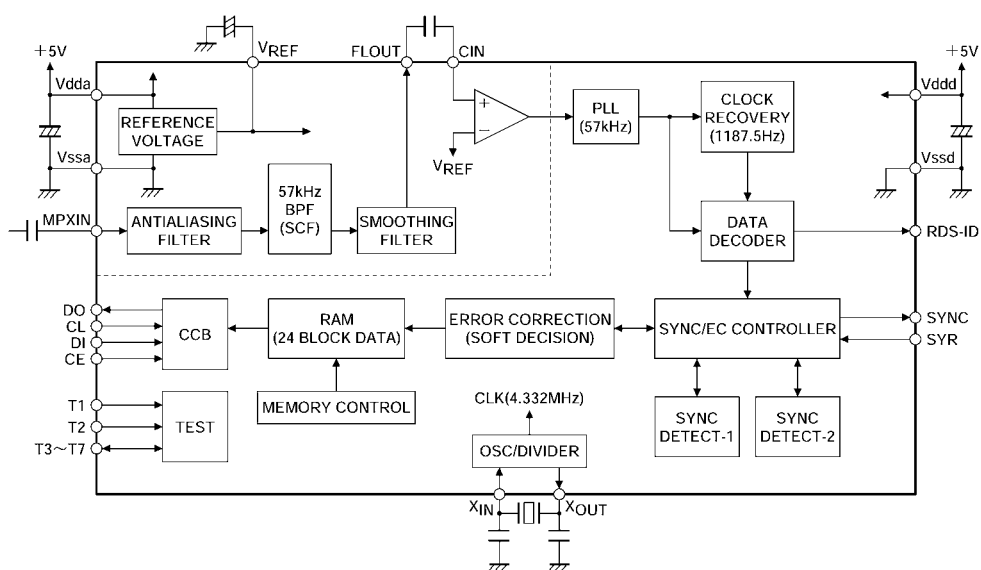 VREF
FLOUT
CIN
+5V
+5V
Vdda
REFERENCE
VOLTAGE
Vssa
+
−
VREF
PLL
(57kHz)
CLOCK
RECOVERY
(1187.5Hz)
Vddd
Vssd
MPXIN
ANTIALIASING
FILTER
57kHz
BPF
(SCF)
SMOOTHING
FILTER
DATA
DECODER
RDS-ID
DO
CL
DI
CE
CCB
RAM
(24 BLOCK DATA)
ERROR CORRECTION
(SOFT DECISION)
SYNC/EC CONTROLLER
SYNC
SYR
MEMORY CONTROL
CLK(4.332MHz)
T1
T2
T3～T7
TEST
OSC/DIVIDER
SYNC
DETECT-1
SYNC
DETECT-2
XIN
XOUT